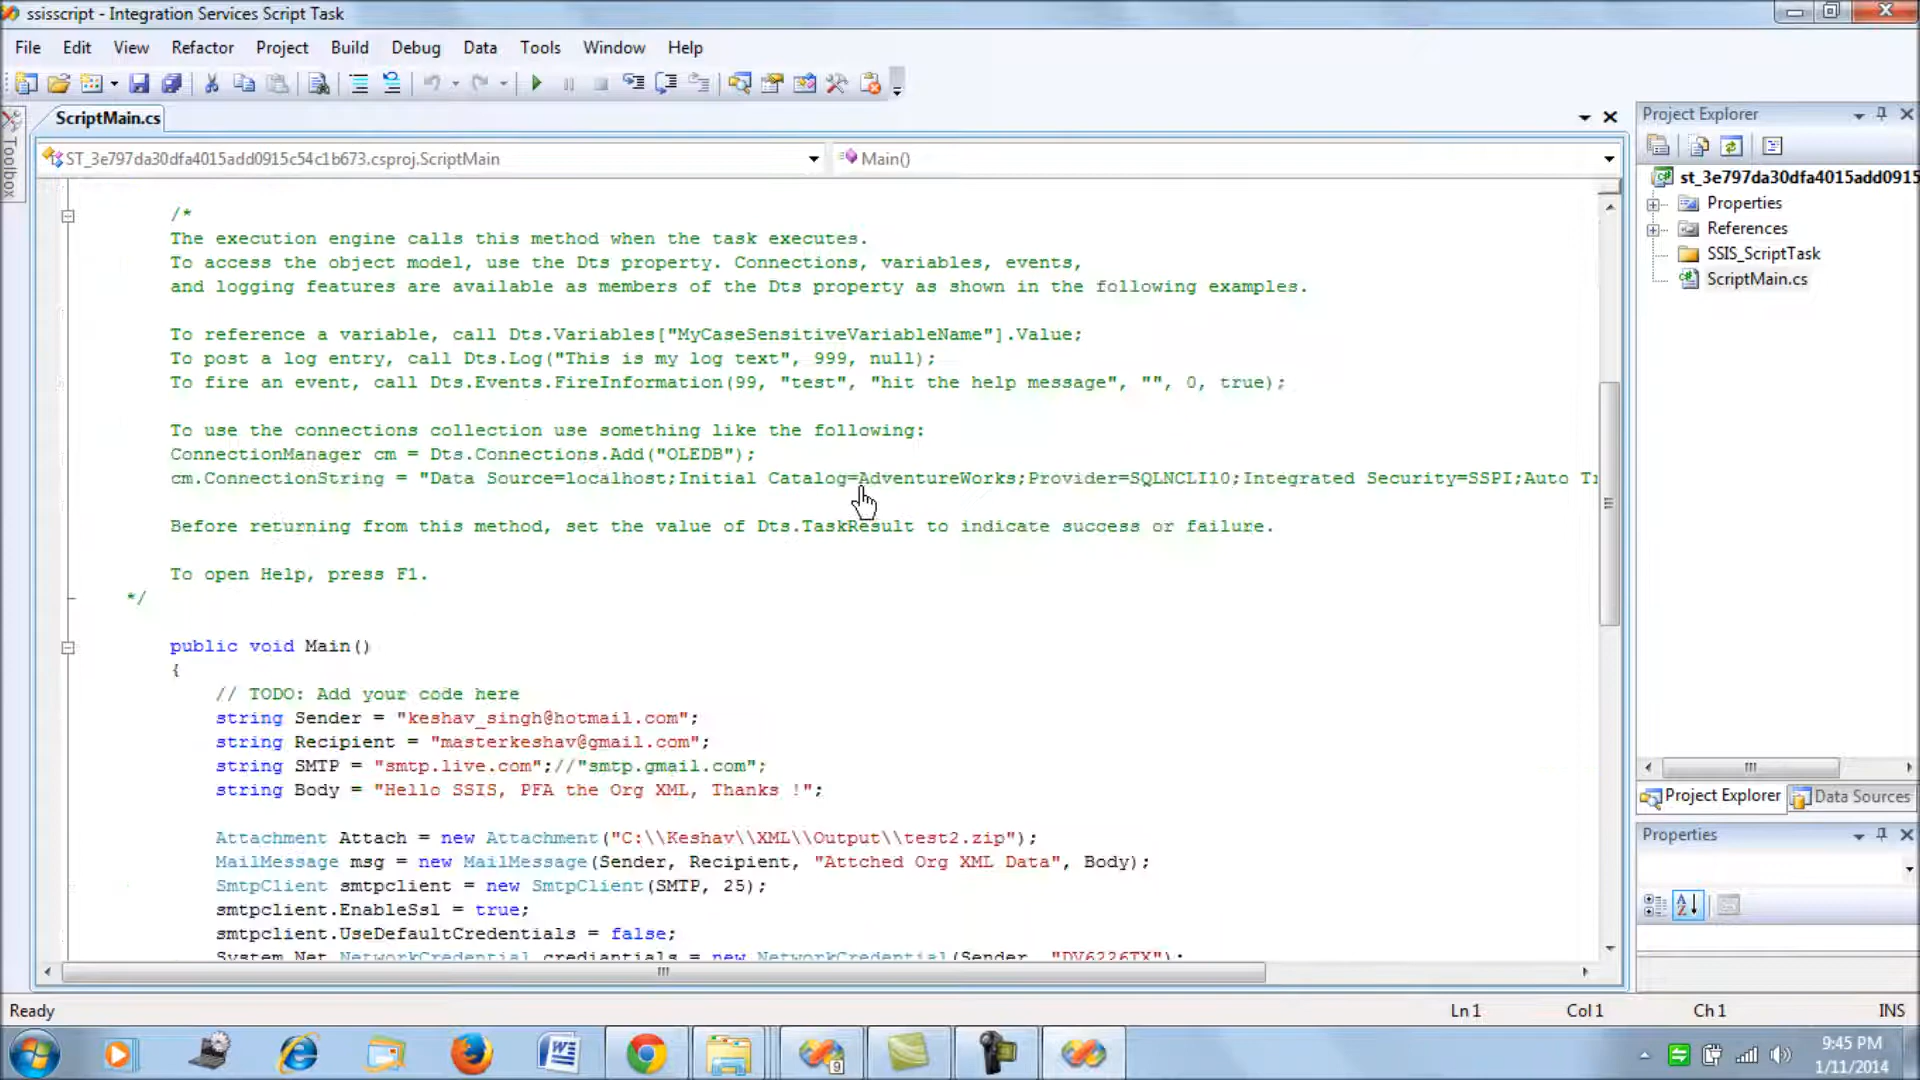 ssisscript - Integration Services Script Task
File Edit View Refactor Project Build Debug Data Tools Window Help
ScriptMain.cs
Project Explorer
Toolbox
ST_3e797da30dfa4015add0915c54c1b673.csproj.ScriptMain
Main()
st_3e797da30dfa4015add0915
Properties
References
SSIS_ScriptTask
ScriptMain.cs
/*
The execution engine calls this method when the task executes.
To access the object model, use the Dts property. Connections, variables, events,
and logging features are available as members of the Dts property as shown in the following examples.
To reference a variable, call Dts.Variables["MyCaseSensitiveVariableName"].Value;
To post a log entry, call Dts.Log("This is my log text", 999, null);
To fire an event, call Dts.Events.FireInformation(99, "test", "hit the help message", "", 0, true);
To use the connections collection use something like the following:
ConnectionManager cm = Dts.Connections.Add("OLEDB");
cm.ConnectionString = "Data Source=localhost;Initial Catalog=AdventureWorks;Provider=SQLNCLI10;Integrated Security=SSPI;Auto
Before returning from this method, set the value of Dts.TaskResult to indicate success or failure.
To open Help, press F1.
*/
public void Main()
{
// TODO: Add your code here
string Sender = "keshav_singh@hotmail.com";
string Recipient = "masterkeshav@gmail.com";
string SMTP = "smtp.live.com";//"smtp.gmail.com";
string Body = "Hello SSIS, PFA the Org XML, Thanks !";
Attachment Attach = new Attachment("C:\\Keshav\\XML\\Output\\test2.zip");
MailMessage msg = new MailMessage(Sender, Recipient, "Attched Org XML Data", Body);
SmtpClient smtpclient = new SmtpClient(SMTP, 25);
smtpclient.EnableSsl = true;
smtpclient.UseDefaultCredentials = false;
System.Net.NetworkCredential crediantials = new NetworkCredential(Sender, "DV6226TX");
Project Explorer Data Sources
Properties
Ready
Ln 1 Col 1 Ch 1 INS
9
9:45 PM
1/11/2014